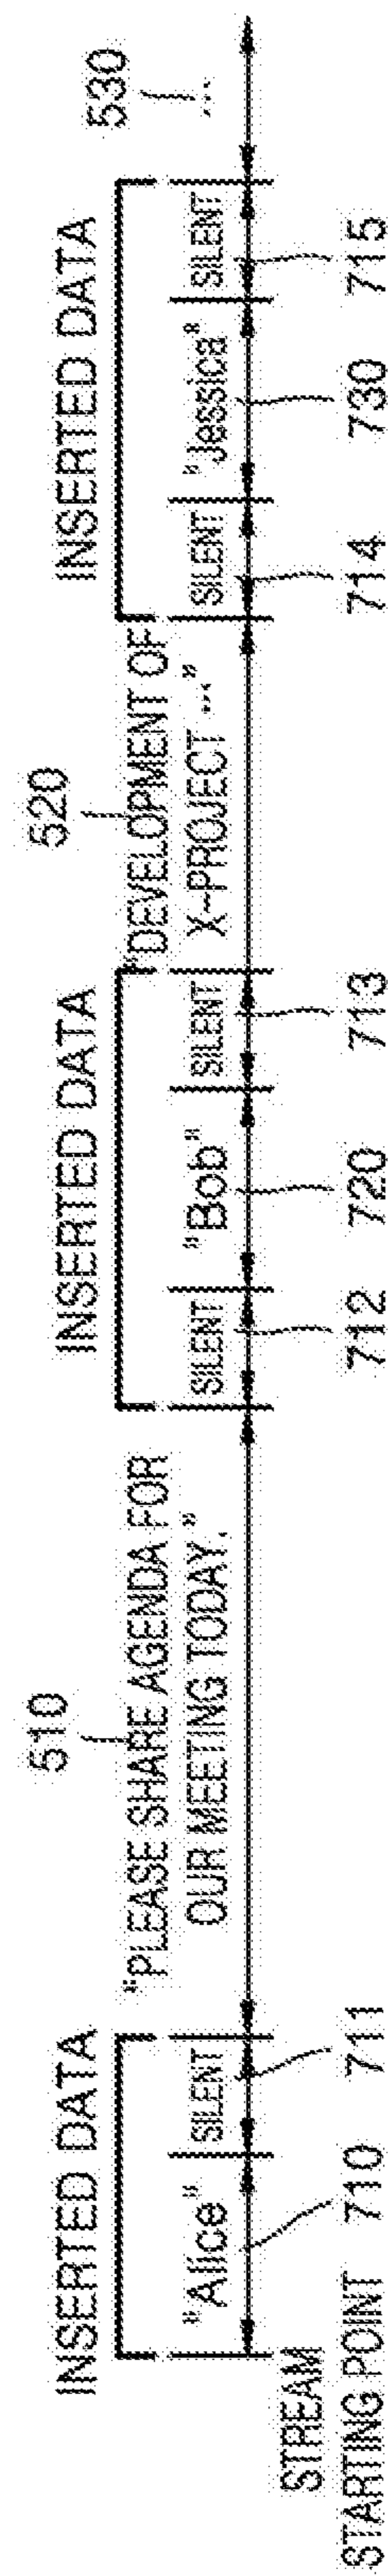 INSERTED DATA
"Alice"
SILENT
STREAM
STARTING POINT
710
711
510
"PLEASE SHARE AGENDA FOR
OUR MEETING TODAY."
INSERTED DATA
SILENT
"Bob"
SILENT
712
720
713
520
"DEVELOPMENT OF
X-PROJECT ..."
INSERTED DATA
SILENT
"Jessica"
SILENT
714
730
715
530
...